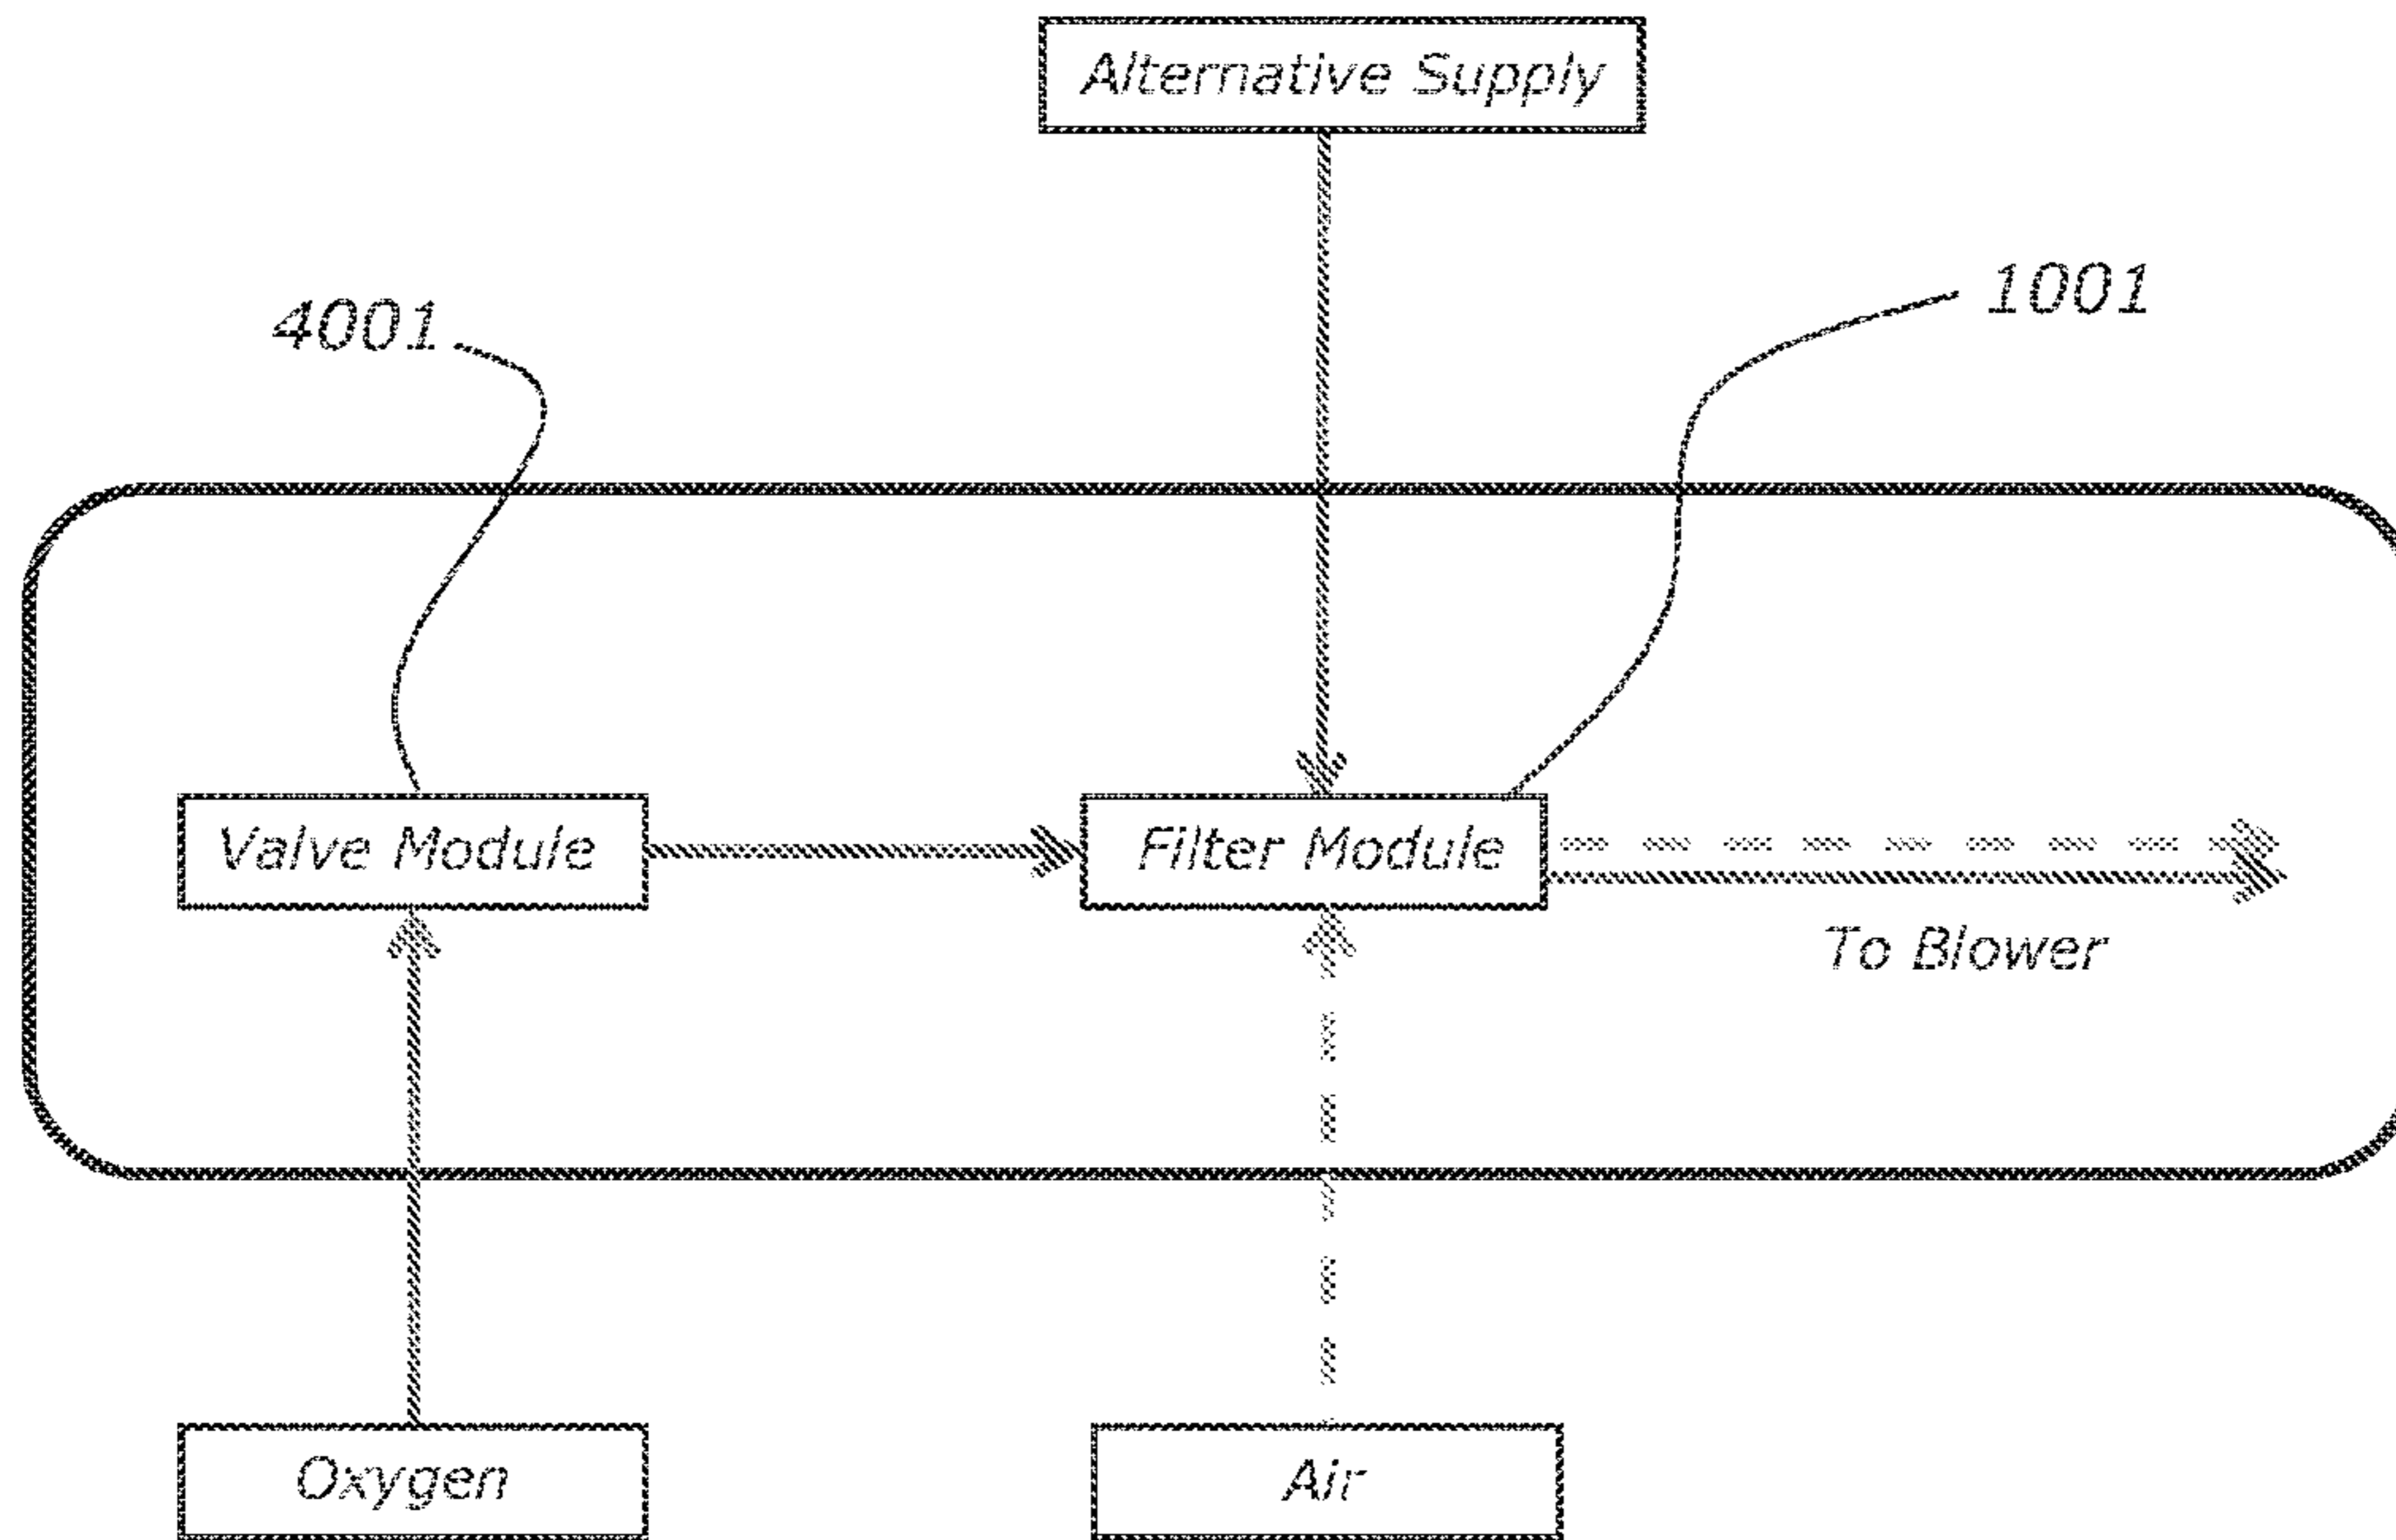 Alternative Supply
4001
1001
Valve Module
Filter Module
To Blower
Oxygen
Air